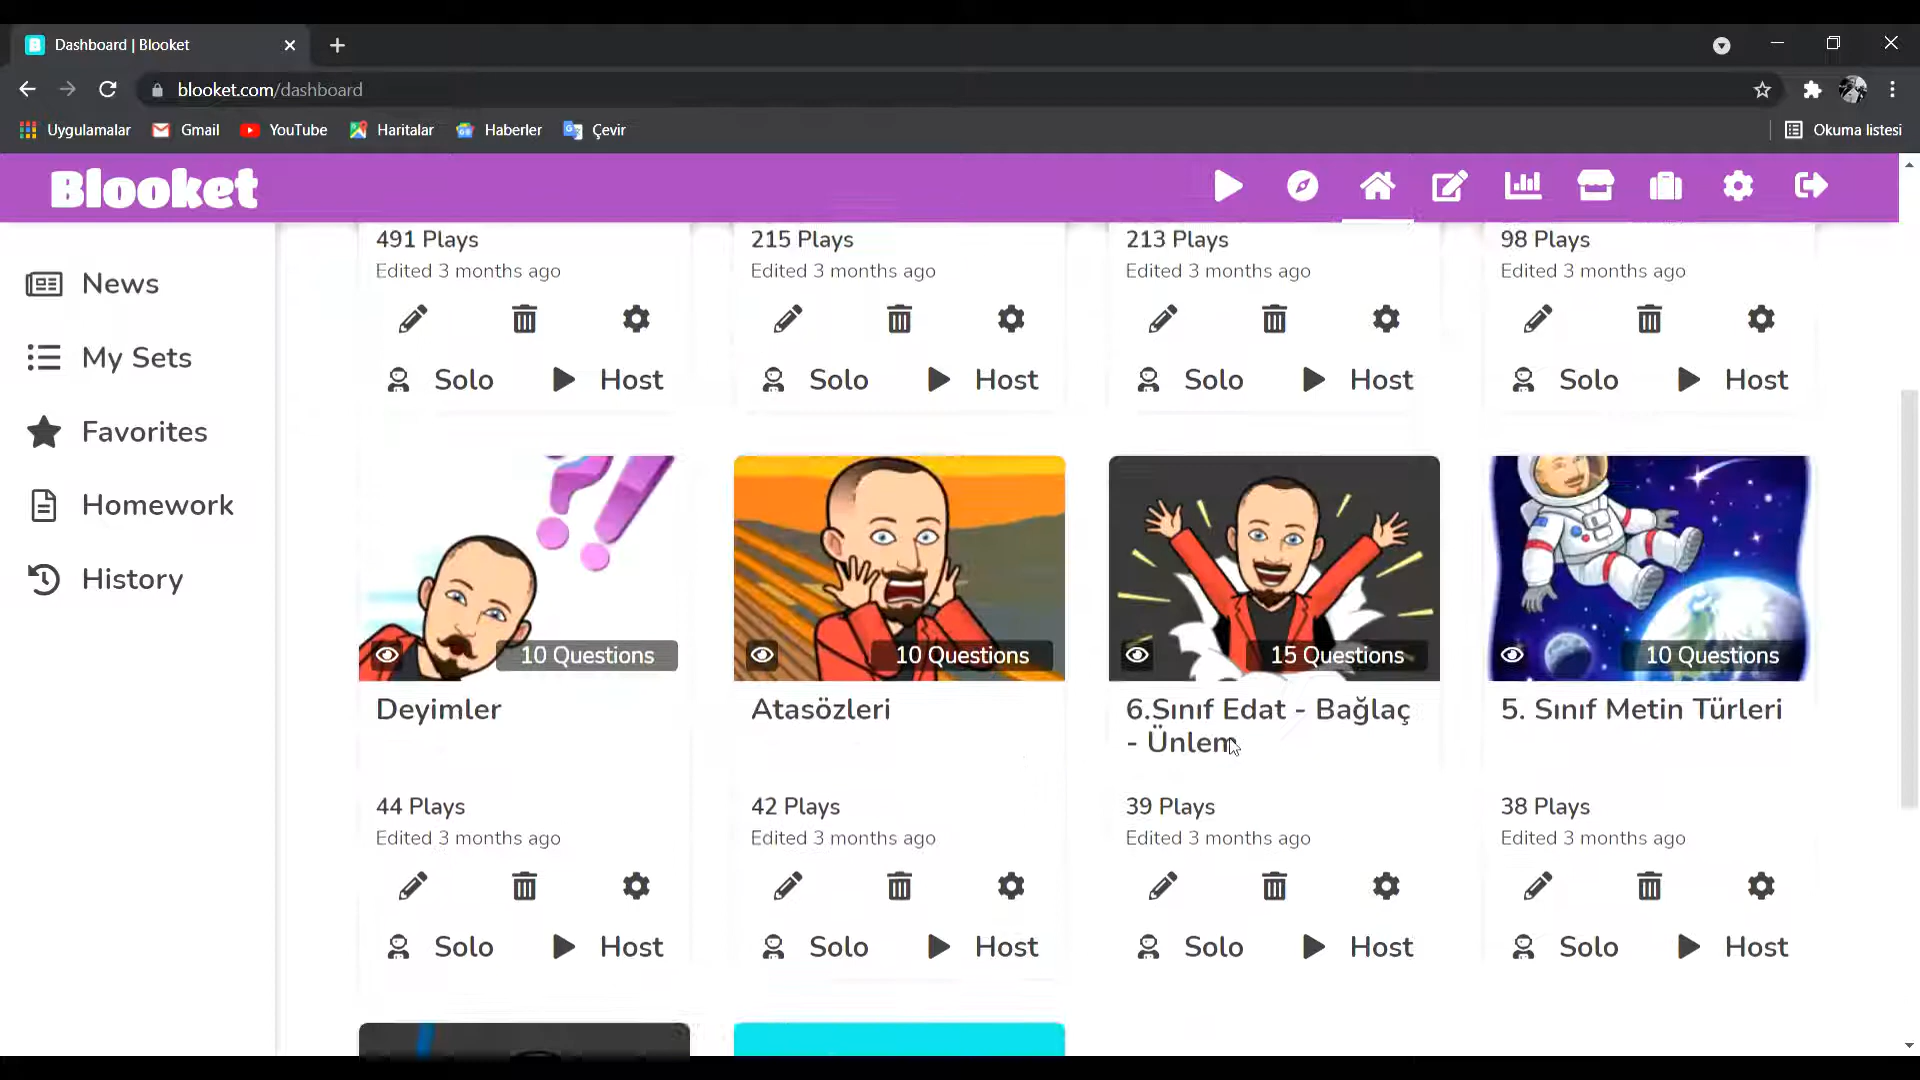 Dashboard | Blooket
blooket.com/dashboard
Uygulamalar Gmail YouTube Haritalar Haberler Çevir Okuma listesi
Blooket
News
My Sets
Favorites
Homework
History
491 Plays 215 Plays 213 Plays 98 Plays
Edited 3 months ago Edited 3 months ago Edited 3 months ago Edited 3 months ago
Solo Host Solo Host Solo Host Solo Host
10 Questions 10 Questions 15 Questions 10 Questions
Deyimler Atasözleri 6.Sınıf Edat - Bağlaç 5. Sınıf Metin Türleri
- Ünlem
44 Plays 42 Plays 39 Plays 38 Plays
Edited 3 months ago Edited 3 months ago Edited 3 months ago Edited 3 months ago
Solo Host Solo Host Solo Host Solo Host